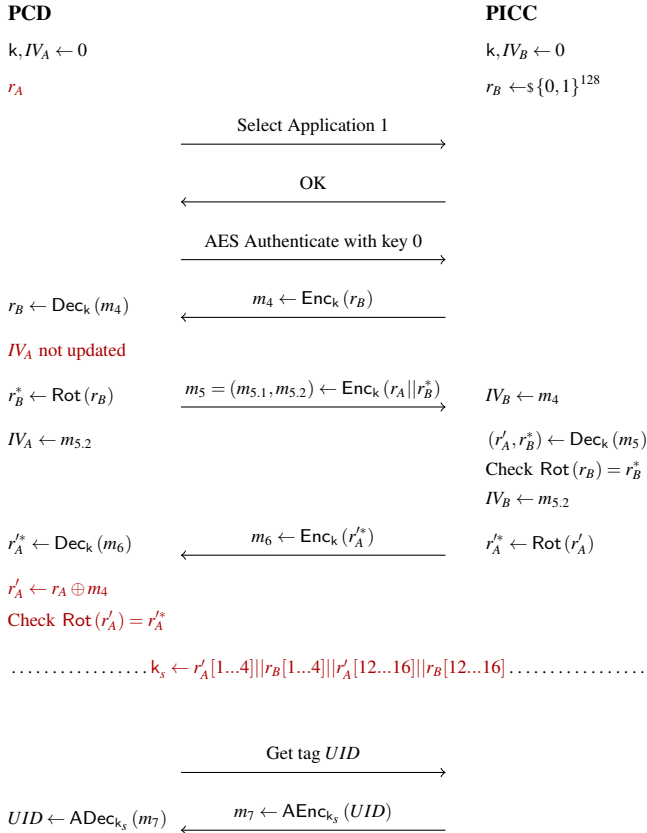 PCD PICC
k, IV_A ← 0 k, IV_B ← 0
r_A r_B ←$ {0,1}^128
Select Application 1
OK
AES Authenticate with key 0
r_B ← Dec_k (m_4) m_4 ← Enc_k (r_B)
IV_A not updated
r_B^* ← Rot (r_B) m_5 = (m_5.1, m_5.2) ← Enc_k (r_A||r_B^*) IV_B ← m_4
IV_A ← m_5.2 (r'_A, r_B^*) ← Dec_k (m_5)
Check Rot (r_B) = r_B^*
IV_B ← m_5.2
r'^*_A ← Dec_k (m_6) m_6 ← Enc_k (r'^*_A) r'^*_A ← Rot (r'_A)
r'_A ← r_A ⊕ m_4
Check Rot (r'_A) = r'^*_A
................. k_s ← r'_A[1...4]||r_B[1...4]||r'_A[12...16]||r_B[12...16] .................
Get tag UID
UID ← ADec_k_s (m_7) m_7 ← AEnc_k_s (UID)